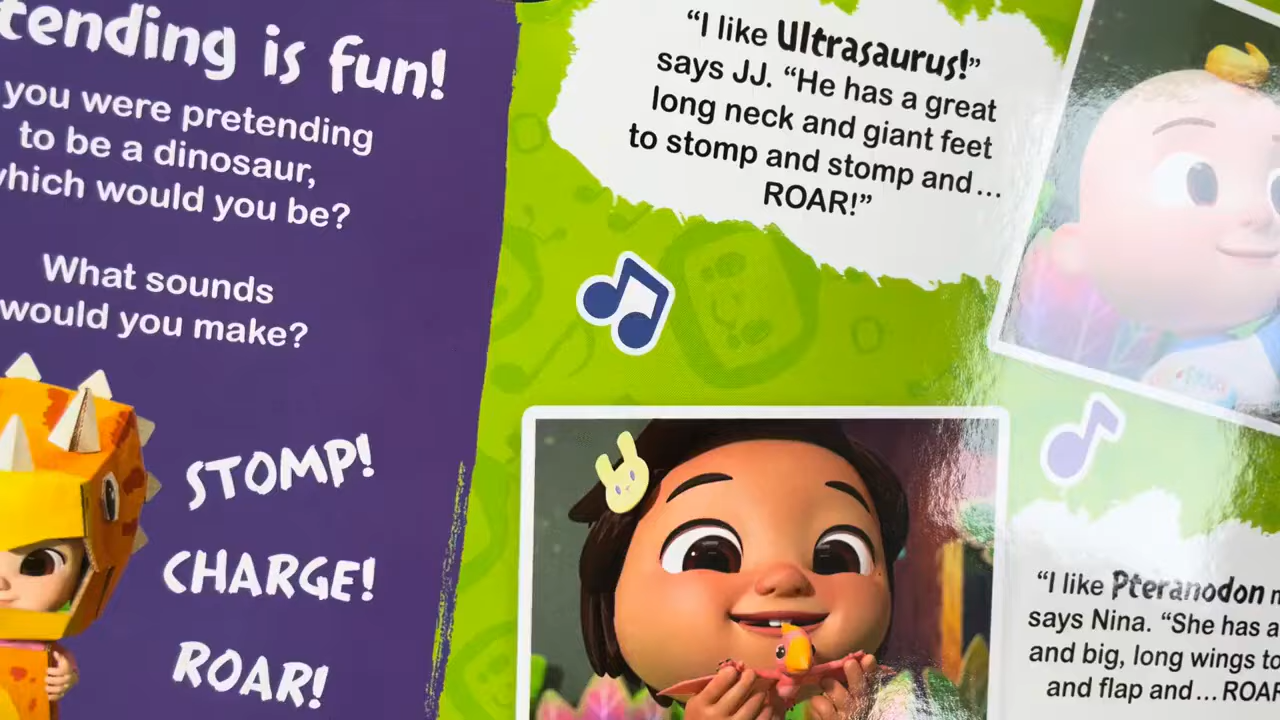 tending is fun!
you were pretending
to be a dinosaur,
which would you be?
What sounds
would you make?
STOMP!
CHARGE!
ROAR!
“I like Ultrasaurus!”
says JJ. “He has a great
long neck and giant feet
to stomp and stomp and...
ROAR!”
“I like Pteranodon
says Nina. “She has a
and big, long wings to
and flap and... ROAR